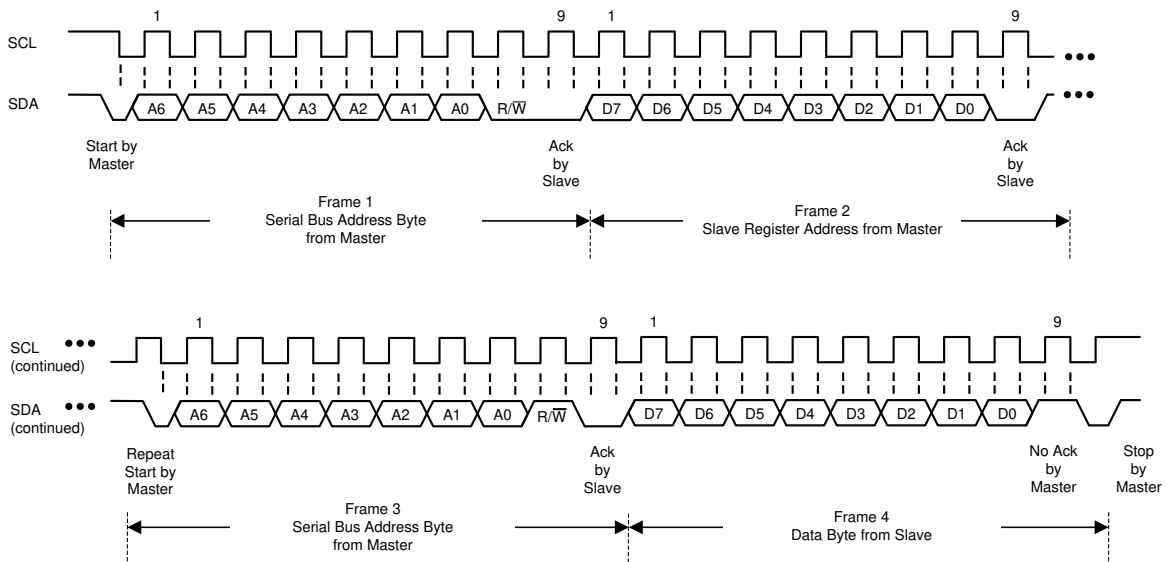 1 9 1 9
SCL
SDA A6 A5 A4 A3 A2 A1 A0 R/W̅ D7 D6 D5 D4 D3 D2 D1 D0
Start by
Master
Ack
by
Slave
Ack
by
Slave
Frame 1
Serial Bus Address Byte
from Master
Frame 2
Slave Register Address from Master
1 9 1 9
SCL
(continued)
SDA
(continued)
A6 A5 A4 A3 A2 A1 A0 R/W̅ D7 D6 D5 D4 D3 D2 D1 D0
Repeat
Start by
Master
Ack
by
Slave
No Ack
by
Master
Stop
by
Master
Frame 3
Serial Bus Address Byte
from Master
Frame 4
Data Byte from Slave